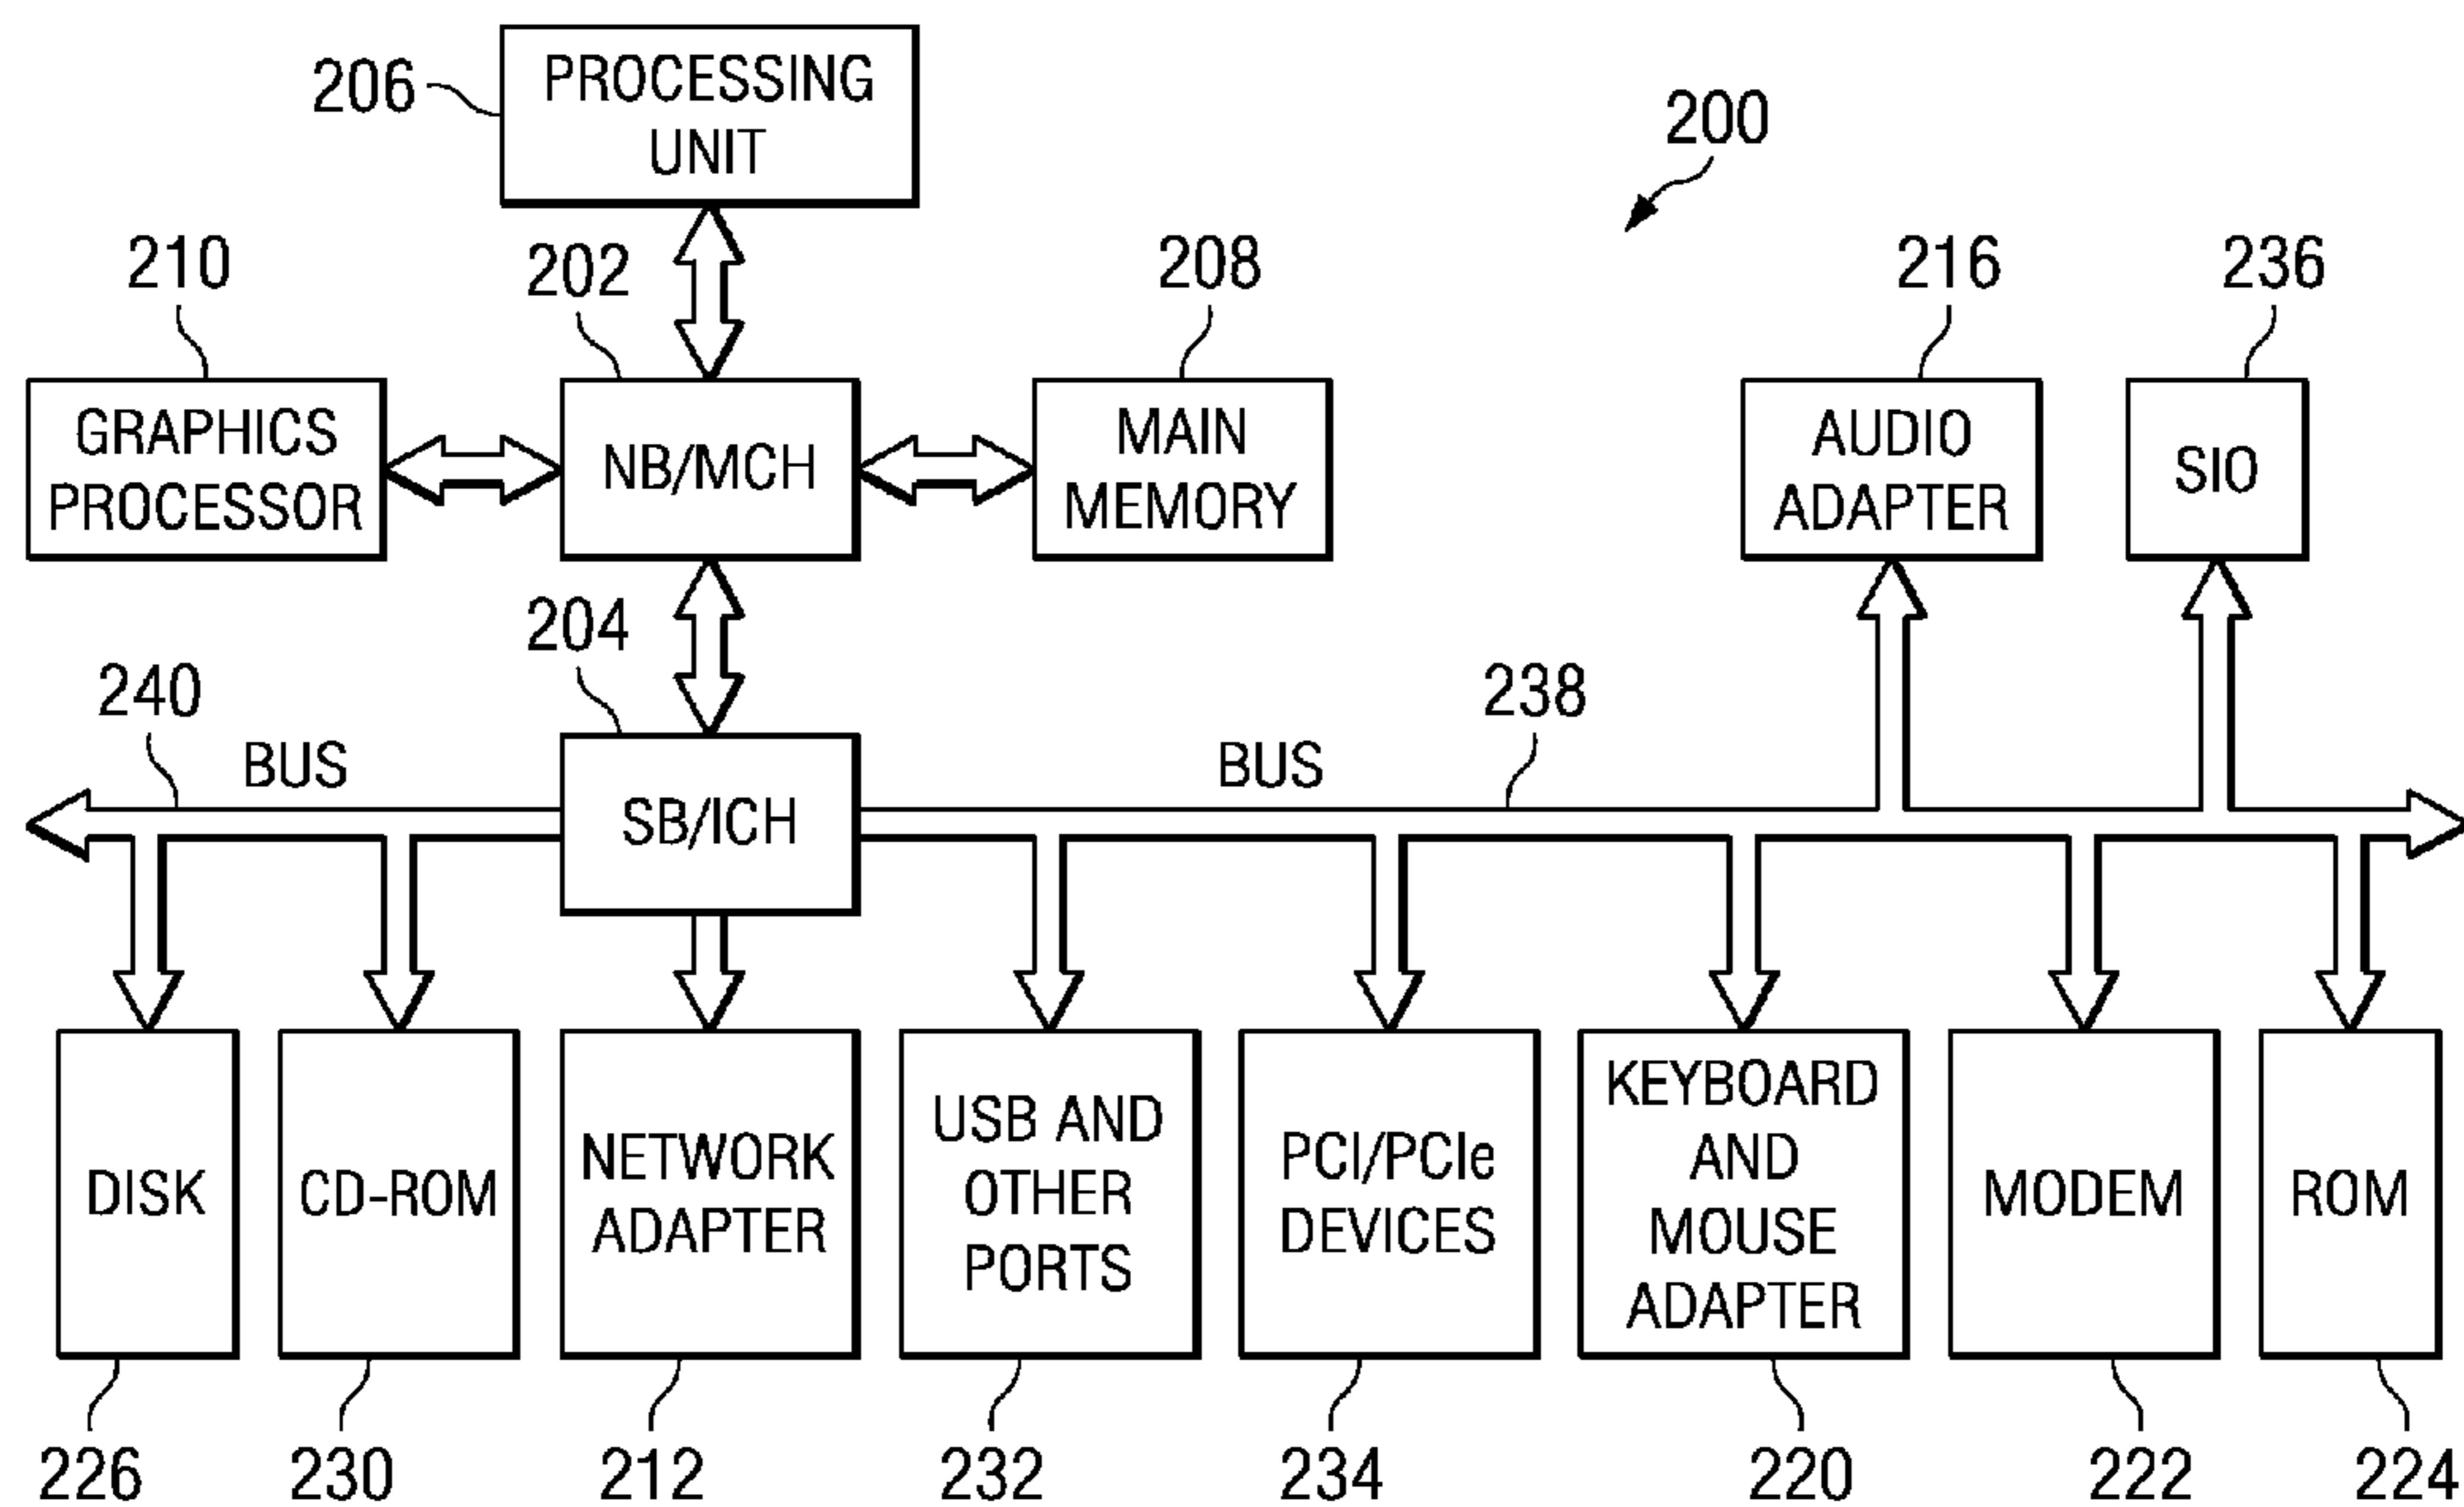 206
PROCESSING
UNIT
200
210
202
208
216
236
GRAPHICS
PROCESSOR
NB/MCH
MAIN
MEMORY
AUDIO
ADAPTER
SIO
204
240
BUS
238
BUS
SB/ICH
DISK
CD-ROM
NETWORK
ADAPTER
USB AND
OTHER
PORTS
PCI/PCIe
DEVICES
KEYBOARD
AND
MOUSE
ADAPTER
MODEM
ROM
226
230
212
232
234
220
222
224